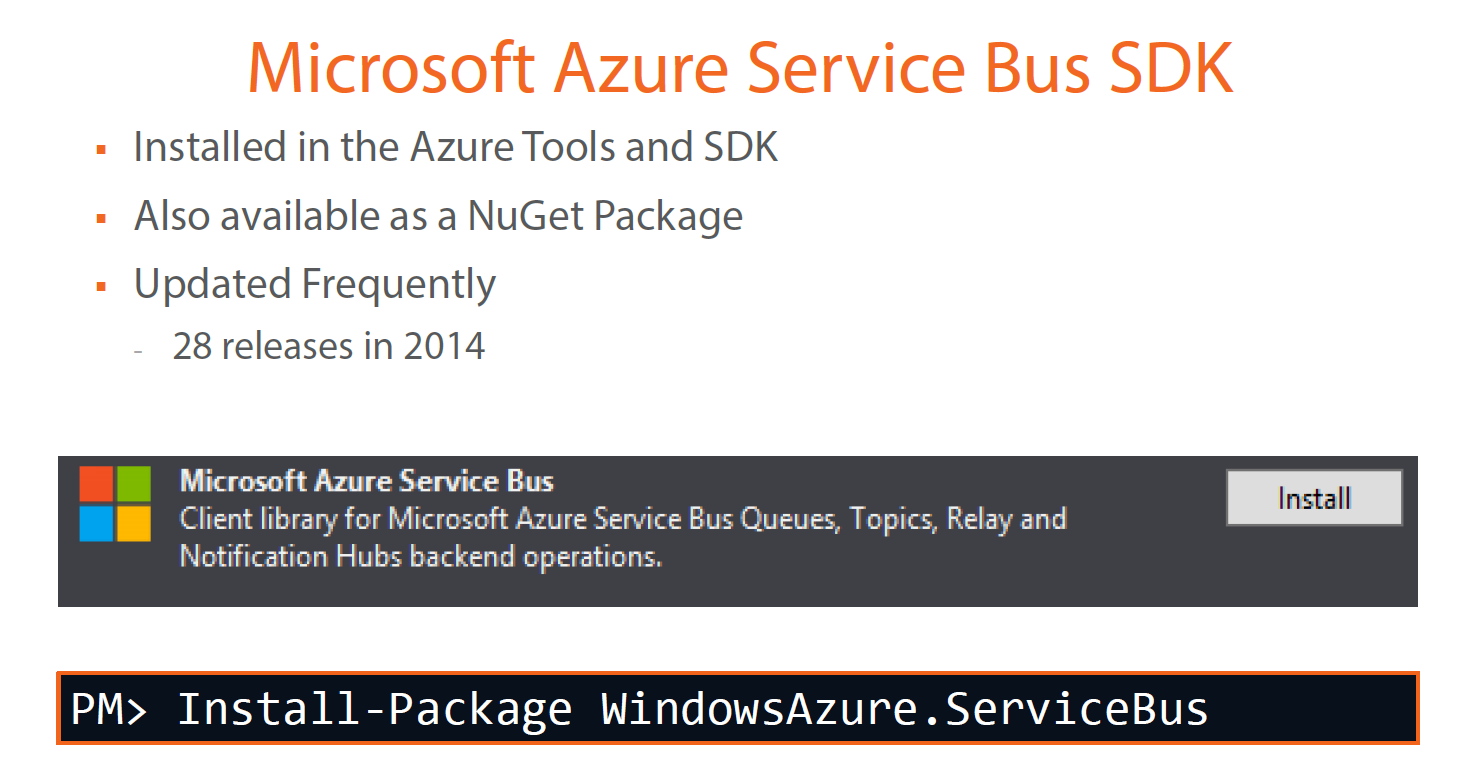 Microsoft Azure Service Bus SDK
▪ Installed in the Azure Tools and SDK
▪ Also available as a NuGet Package
▪ Updated Frequently
- 28 releases in 2014
Microsoft Azure Service Bus
Install
Client library for Microsoft Azure Service Bus Queues, Topics, Relay and
Notification Hubs backend operations.
PM> Install-Package WindowsAzure.ServiceBus